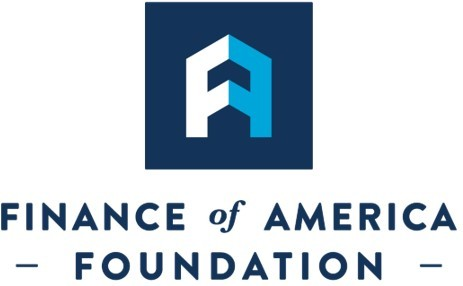 FINANCE of AMERICA
– FOUNDATION –